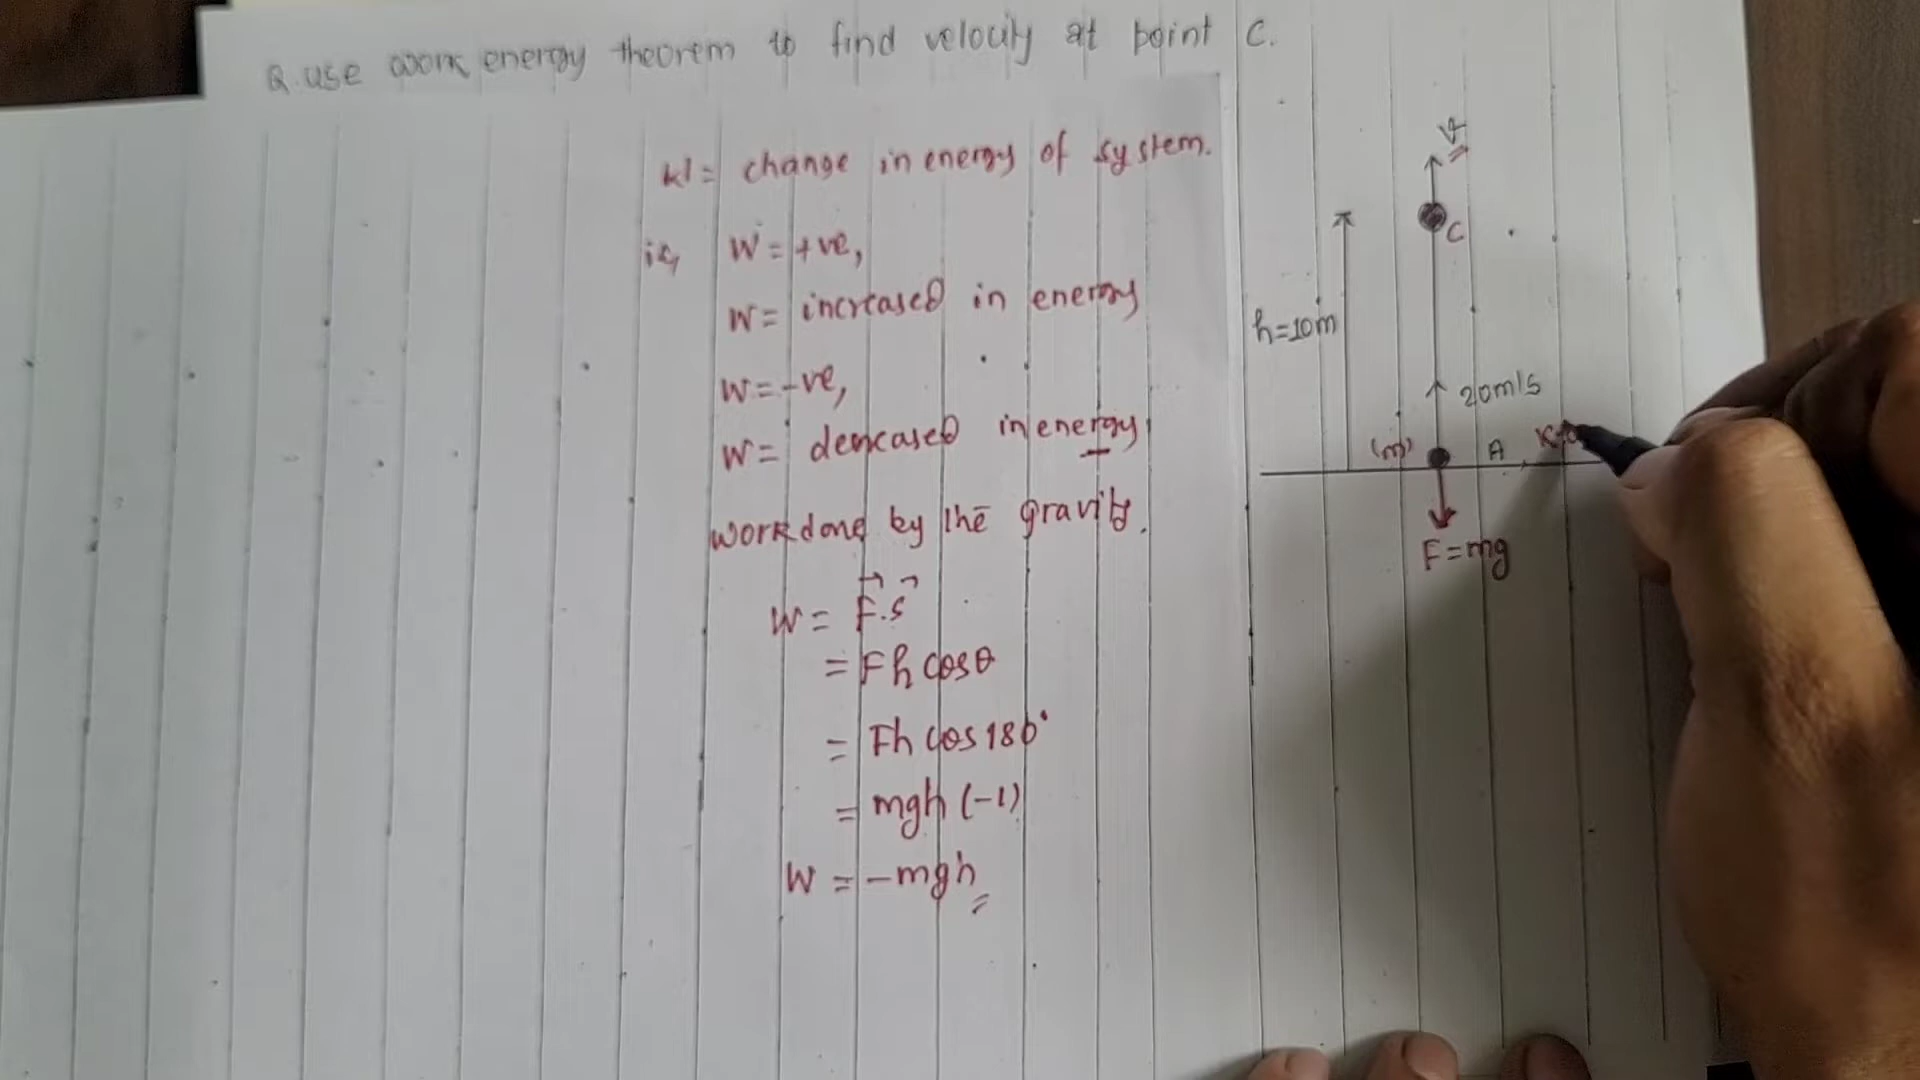 Q. use work energy theorem to find velocity at point C.
W = change in energy of system.
if, W = +ve,
W = increased in energy
W = -ve,
W = decreased in energy
work done by the gravity.
W = F.s
= Fh cosθ
= Fh cos 180°
= mgh (-1)
W = -mgh
v
C
h=10m
20m/s
(m)
A
F=mg